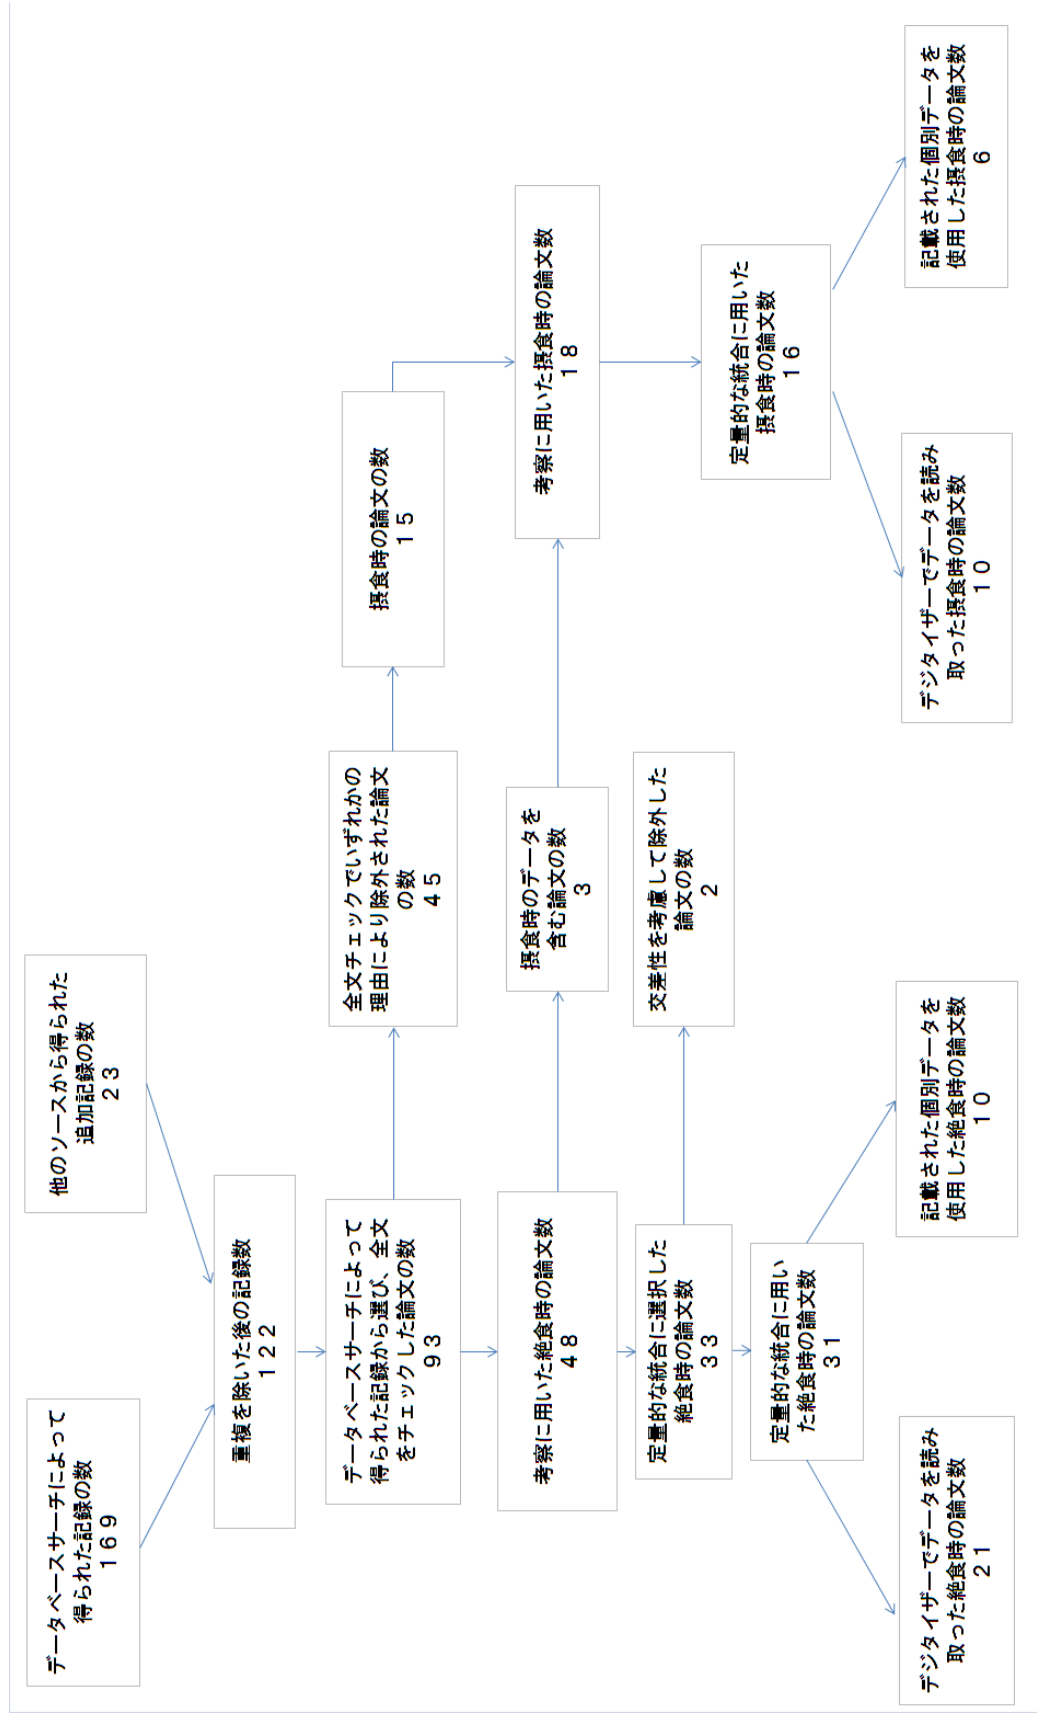 データベースサーチによって
得られた記録の数
169
他のソースから得られた
追加記録の数
23
重複を除いた後の記録数
122
データベースサーチによって
得られた記録から選び、全文
をチェックした論文の数
93
全文チェックでいずれかの
理由により除外された論文
の数
45
摂食時の論文の数
15
考察に用いた絶食時の論文数
48
摂食時のデータを
含む論文の数
3
考察に用いた摂食時の論文数
18
定量的な統合に選択した
絶食時の論文数
33
交差性を考慮して除外した
論文の数
2
定量的な統合に用いた
摂食時の論文数
16
定量的な統合に用い
た絶食時の論文数
31
デジタイザーでデータを読み
取った絶食時の論文数
21
記載された個別データを
使用した絶食時の論文数
10
デジタイザーでデータを読み
取った摂食時の論文数
10
記載された個別データを
使用した摂食時の論文数
6